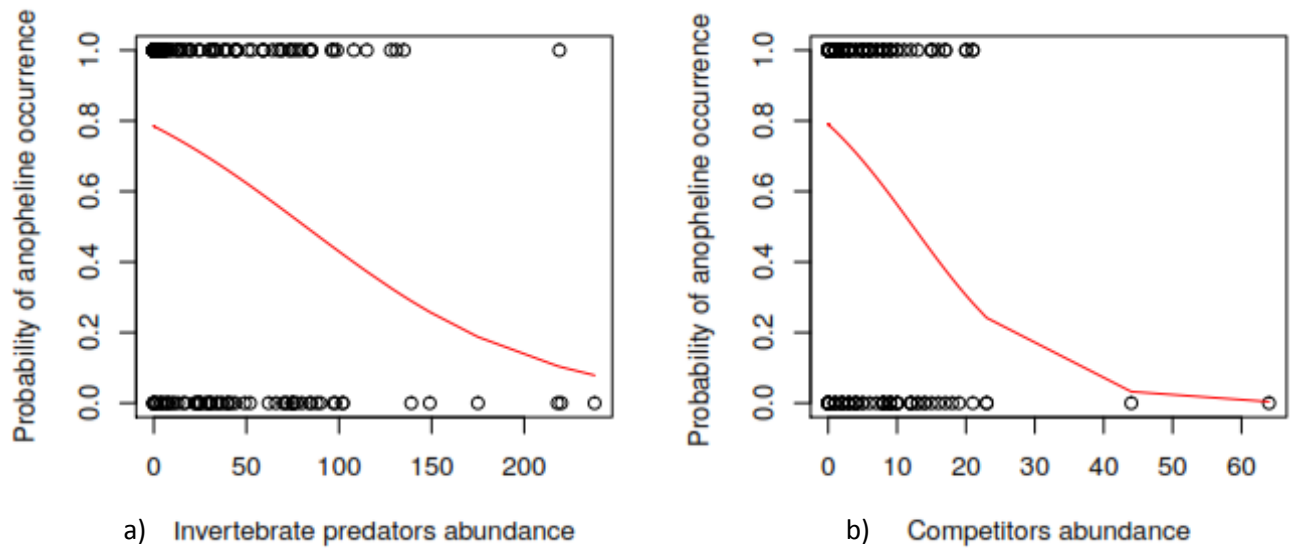 Probability of anopheline occurrence
1.0
0.8
0.6
0.4
0.2
0.0
0 50 100 150 200
a) Invertebrate predators abundance
Probability of anopheline occurrence
1.0
0.8
0.6
0.4
0.2
0.0
0 10 20 30 40 50 60
b) Competitors abundance